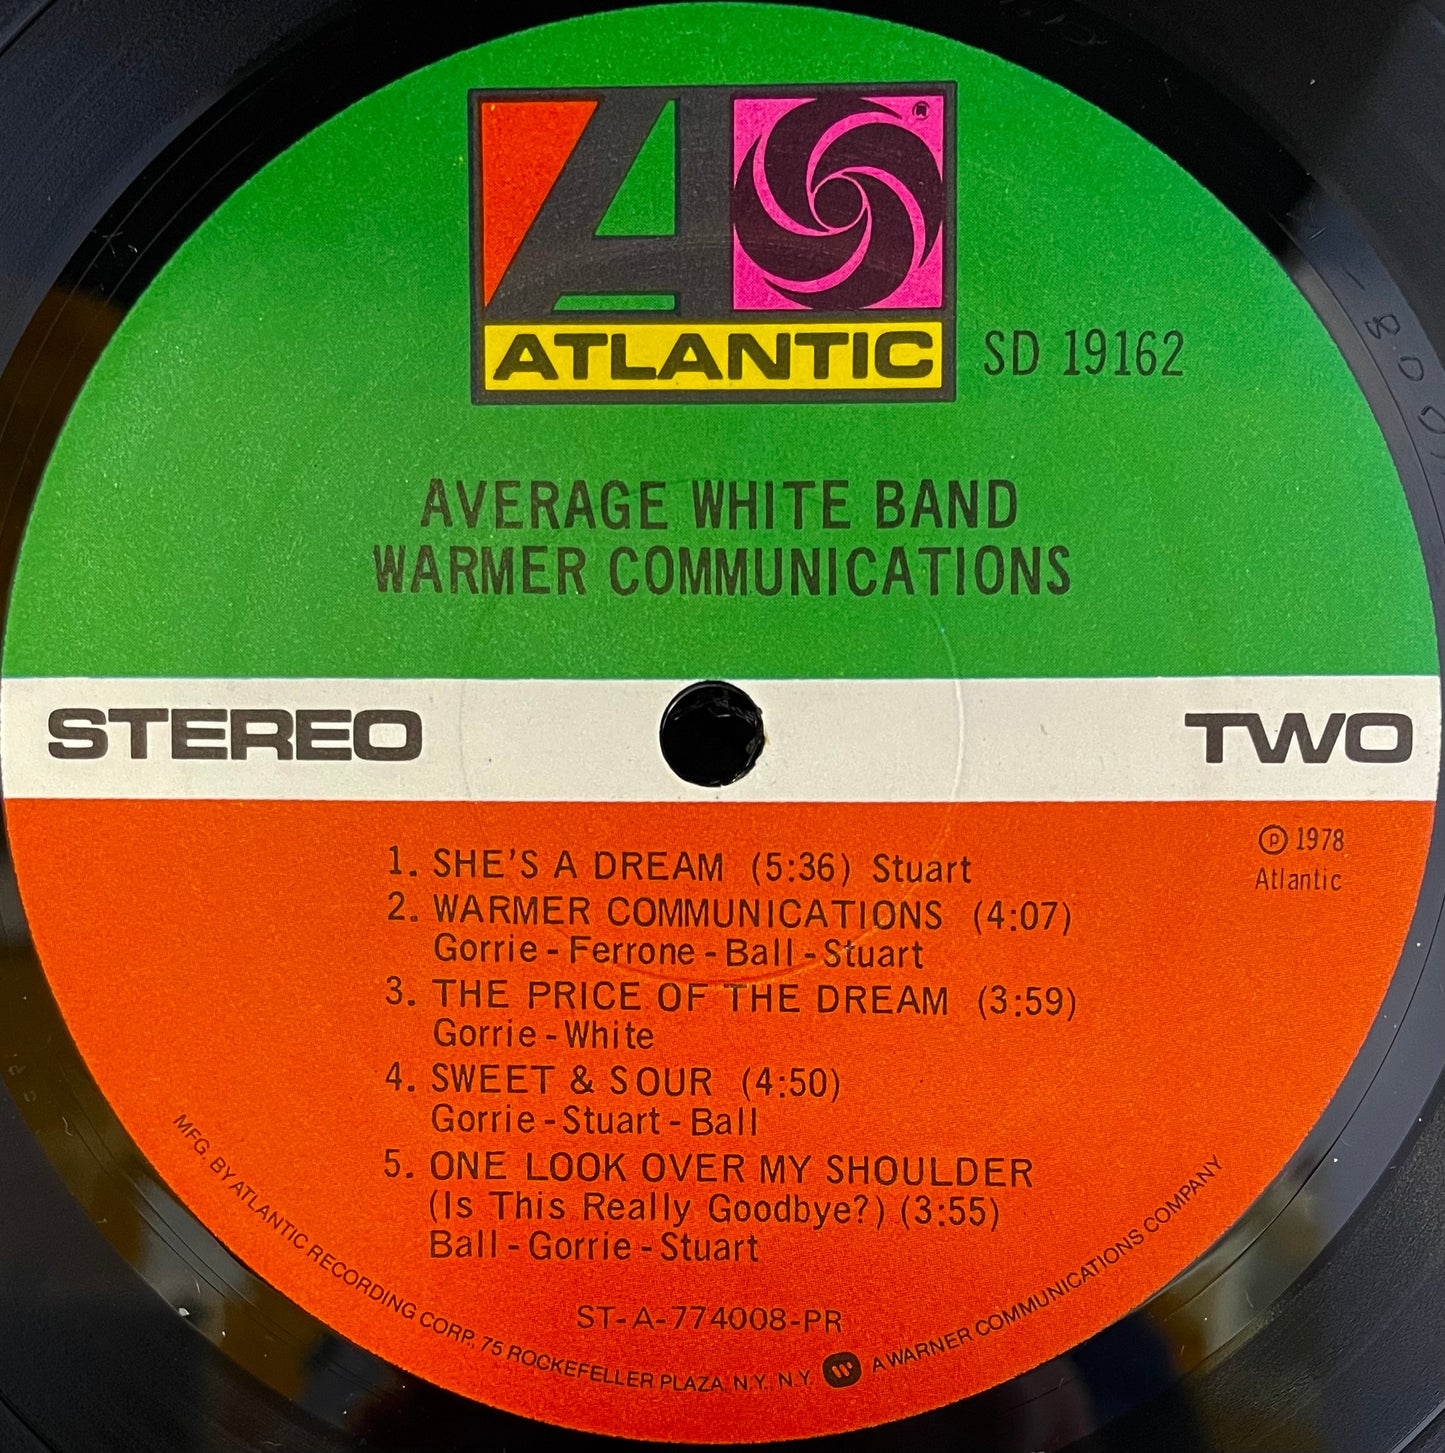 ATLANTIC
SD 19162
AVERAGE WHITE BAND
WARMER COMMUNICATIONS
STEREO
TWO
℗ 1978
Atlantic
1. SHE'S A DREAM (5:36) Stuart
2. WARMER COMMUNICATIONS (4:07)
Gorrie - Ferrone - Ball - Stuart
3. THE PRICE OF THE DREAM (3:59)
Gorrie - White
4. SWEET & SOUR (4:50)
Gorrie - Stuart - Ball
5. ONE LOOK OVER MY SHOULDER
(Is This Really Goodbye?) (3:55)
Ball - Gorrie - Stuart
ST-A-774008-PR
MFG. BY ATLANTIC RECORDING CORP., 75 ROCKEFELLER PLAZA, N.Y., N.Y. A WARNER COMMUNICATIONS COMPANY